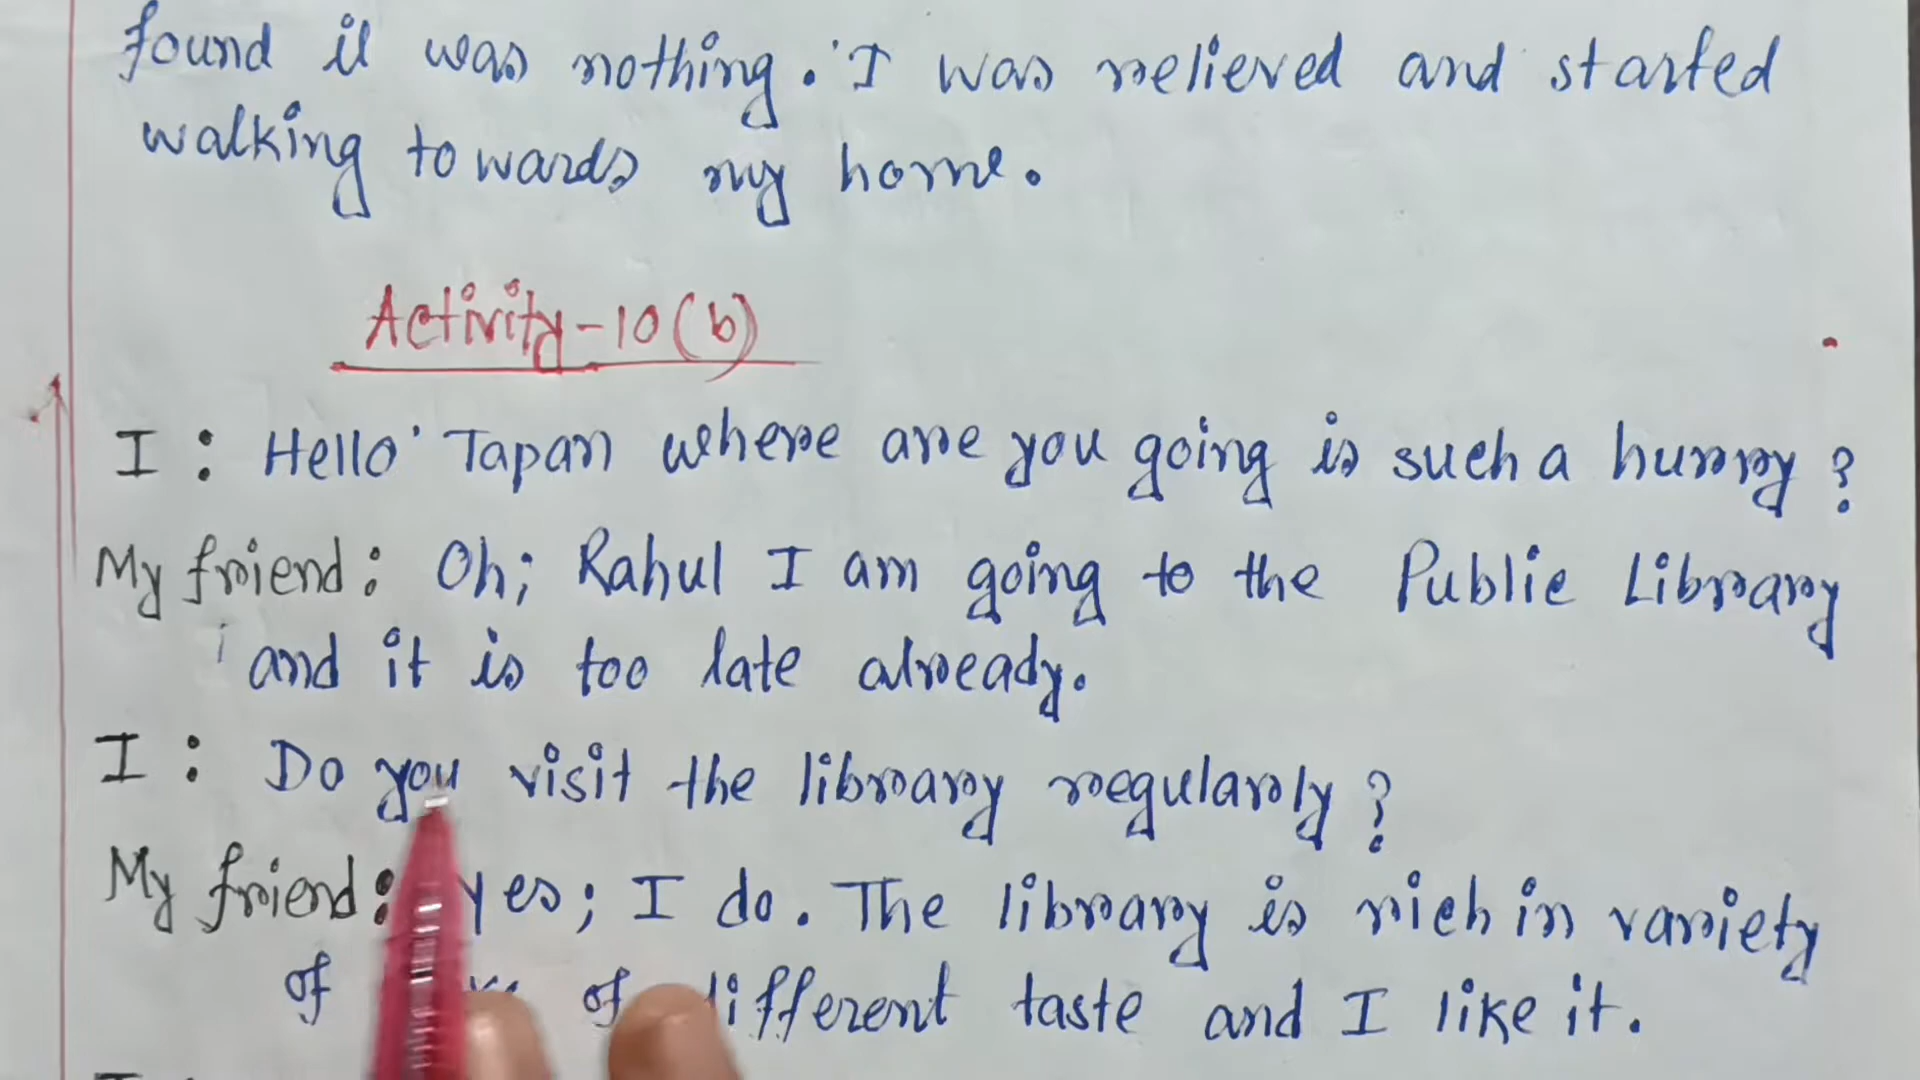 found it was nothing. I was relieved and started
walking towards my home.
Activity-10(b)
I : Hello' Tapan where are you going is such a hurry?
My friend: Oh; Rahul I am going to the Public Library
and it is too late already.
I : Do you visit the library regularly?
My friend: yes; I do. The library is rich in variety
of of different taste and I like it.